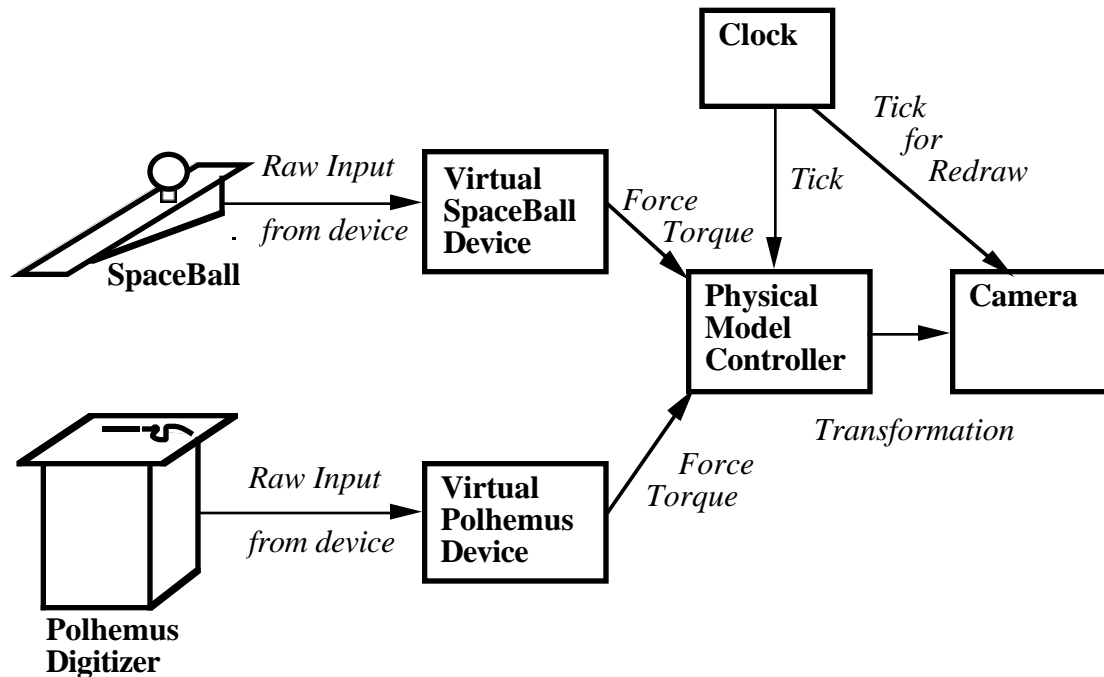 Clock
Tick
for
Redraw
Tick
Raw Input
from device
SpaceBall
Virtual
SpaceBall
Device
Force
Torque
Physical
Model
Controller
Camera
Transformation
Raw Input
from device
Virtual
Polhemus
Device
Force
Torque
Polhemus
Digitizer